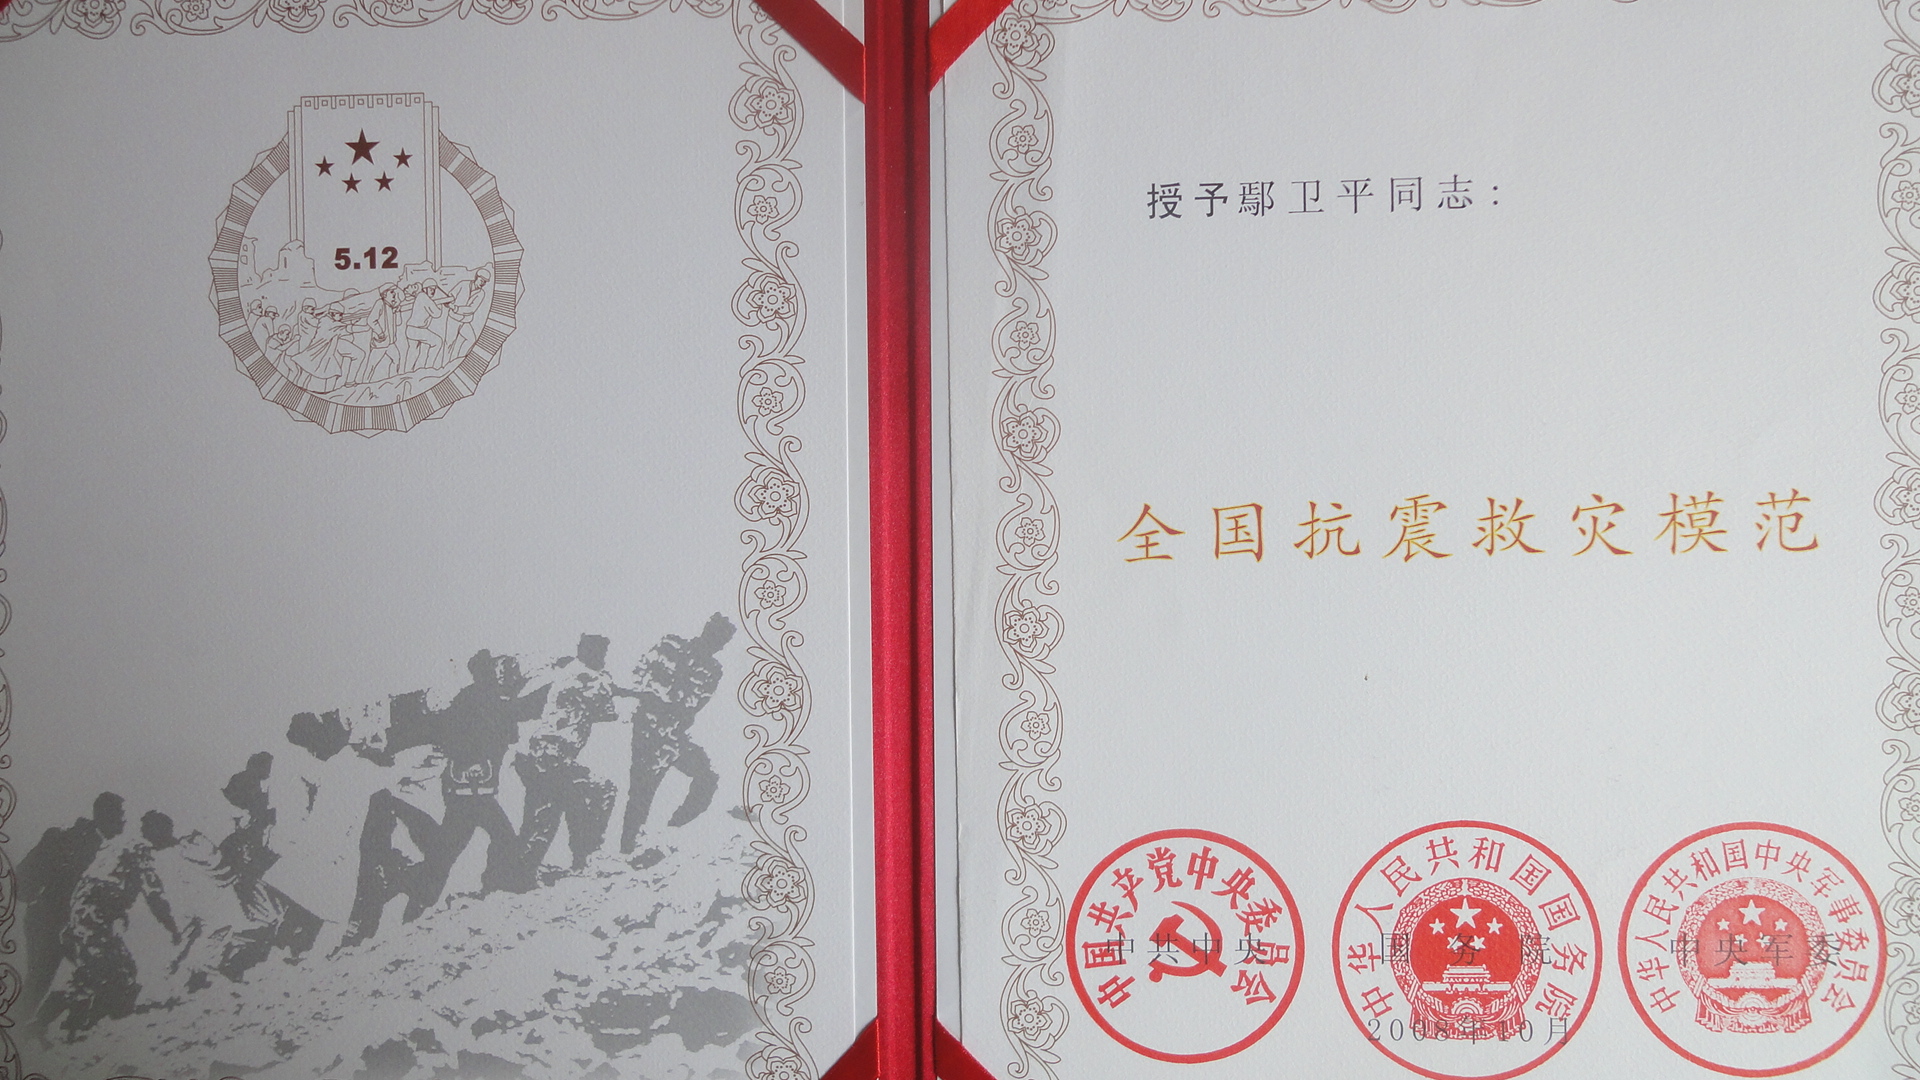 5.12
授予鄢卫平同志：
全国抗震救灾模范
中国共产党中央委员会
中华人民共和国国务院
中华人民共和国中央军事委员会
中共中央 国务院 中央军委
2008年10月